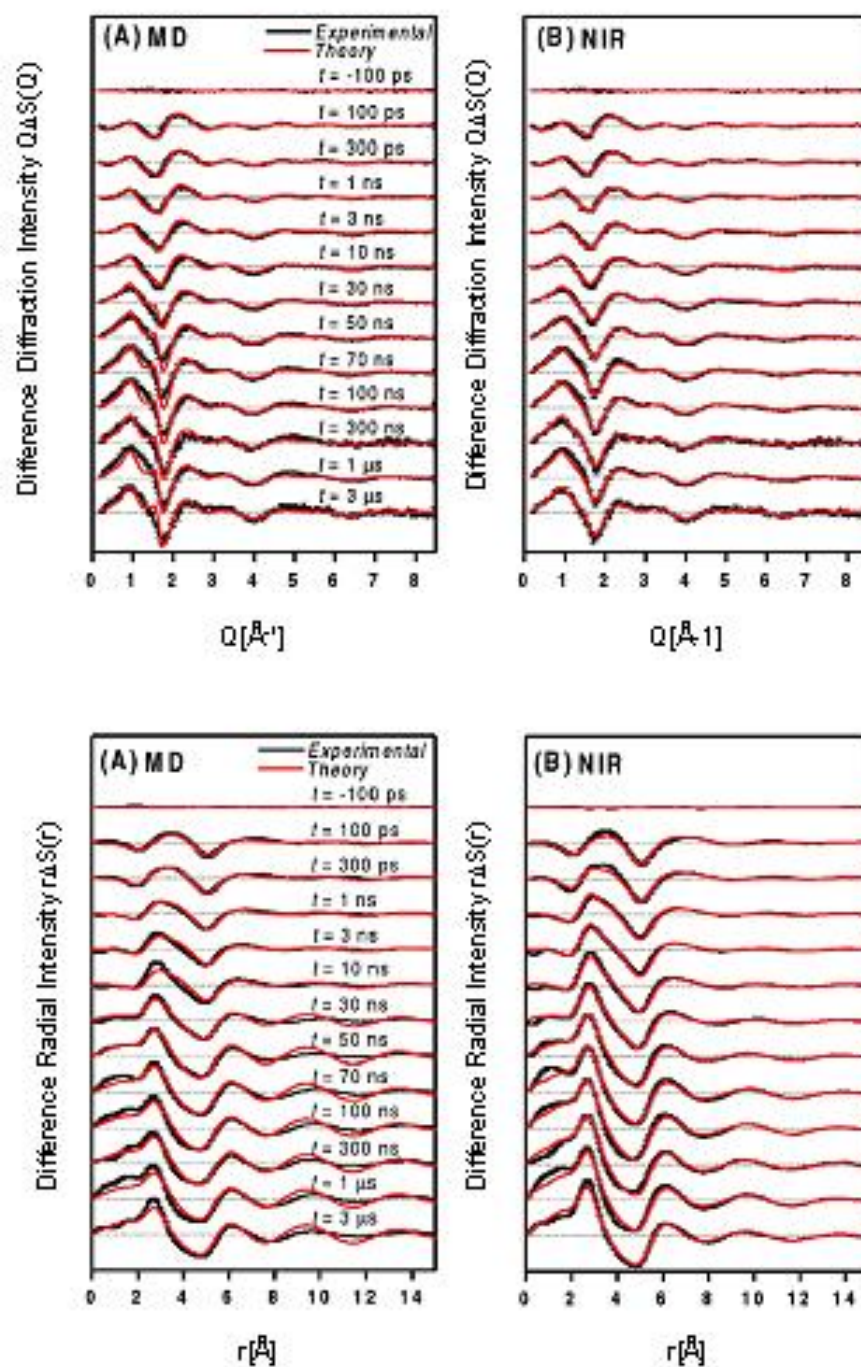 (A) MD
Experimental
Theory
t = -100 ps
t = 100 ps
t = 300 ps
t = 1 ns
t = 3 ns
t = 10 ns
t = 30 ns
t = 50 ns
t = 70 ns
t = 100 ns
t = 300 ns
t = 1 µs
t = 3 µs
Difference Diffraction Intensity QΔS(Q)
0 1 2 3 4 5 6 7 8
Q[Å-1]
(B) NIR
Difference Diffraction Intensity QΔS(Q)
0 1 2 3 4 5 6 7 8
Q[Å-1]
(A) MD
Experimental
Theory
t = -100 ps
t = 100 ps
t = 300 ps
t = 1 ns
t = 3 ns
t = 10 ns
t = 30 ns
t = 50 ns
t = 70 ns
t = 100 ns
t = 300 ns
t = 1 µs
t = 3 µs
Difference Radial Intensity rΔS(r)
0 2 4 6 8 10 12 14
r[Å]
(B) NIR
Difference Radial Intensity rΔS(r)
0 2 4 6 8 10 12 14
r[Å]